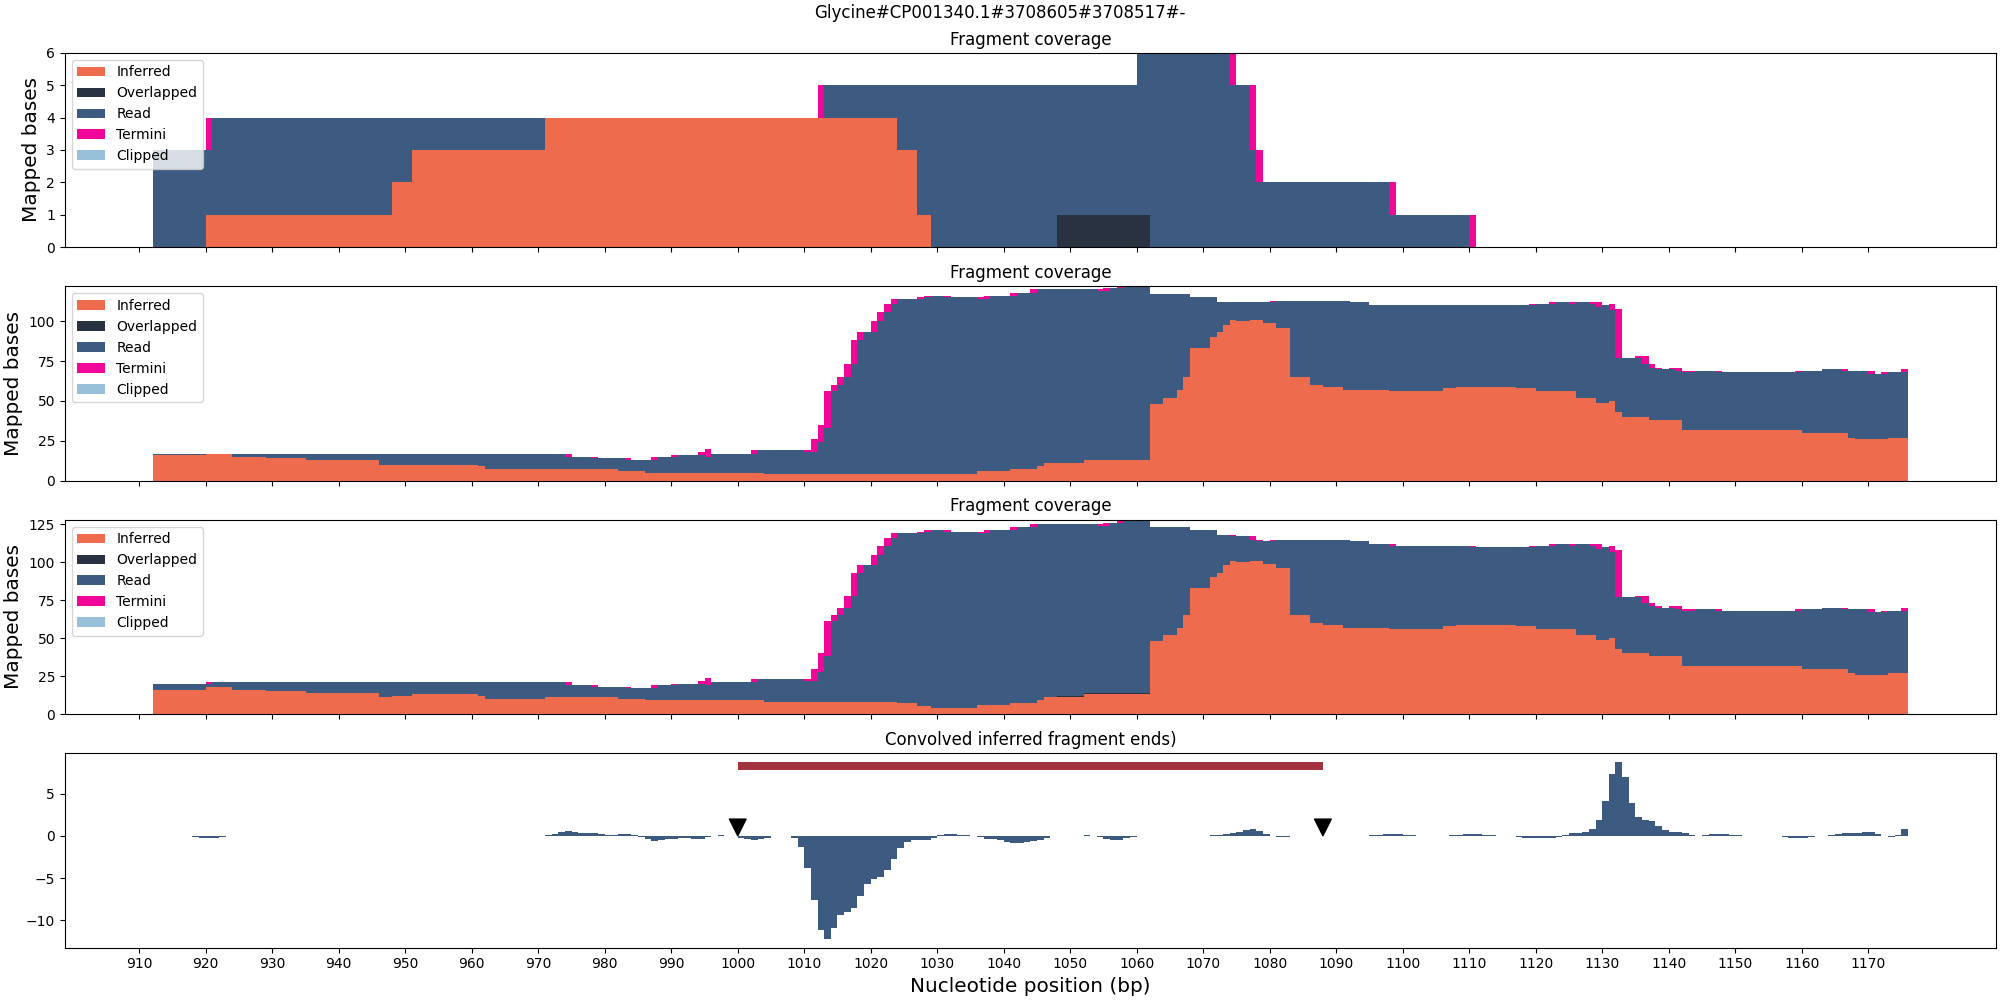 Glycine#CP001340.1#3708605#3708517#-
Fragment coverage
Mapped bases
6
5
4
3
2
1
0
Inferred
Overlapped
Read
Termini
Clipped
Fragment coverage
Mapped bases
100
75
50
25
0
Inferred
Overlapped
Read
Termini
Clipped
Fragment coverage
Mapped bases
125
100
75
50
25
0
Inferred
Overlapped
Read
Termini
Clipped
Convolved inferred fragment ends)
5
0
−5
−10
910 920 930 940 950 960 970 980 990 1000 1010 1020 1030 1040 1050 1060 1070 1080 1090 1100 1110 1120 1130 1140 1150 1160 1170
Nucleotide position (bp)